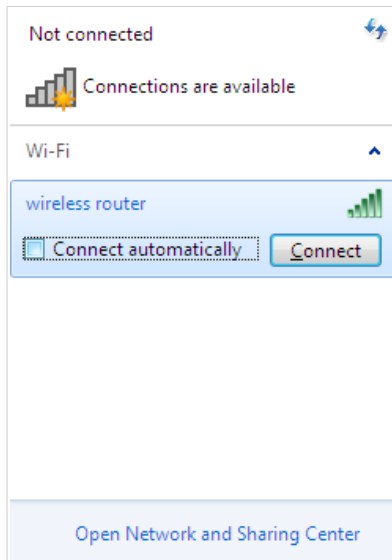 Not connected
Connections are available
Wi-Fi
wireless router
Connect automatically
Connect
Open Network and Sharing Center